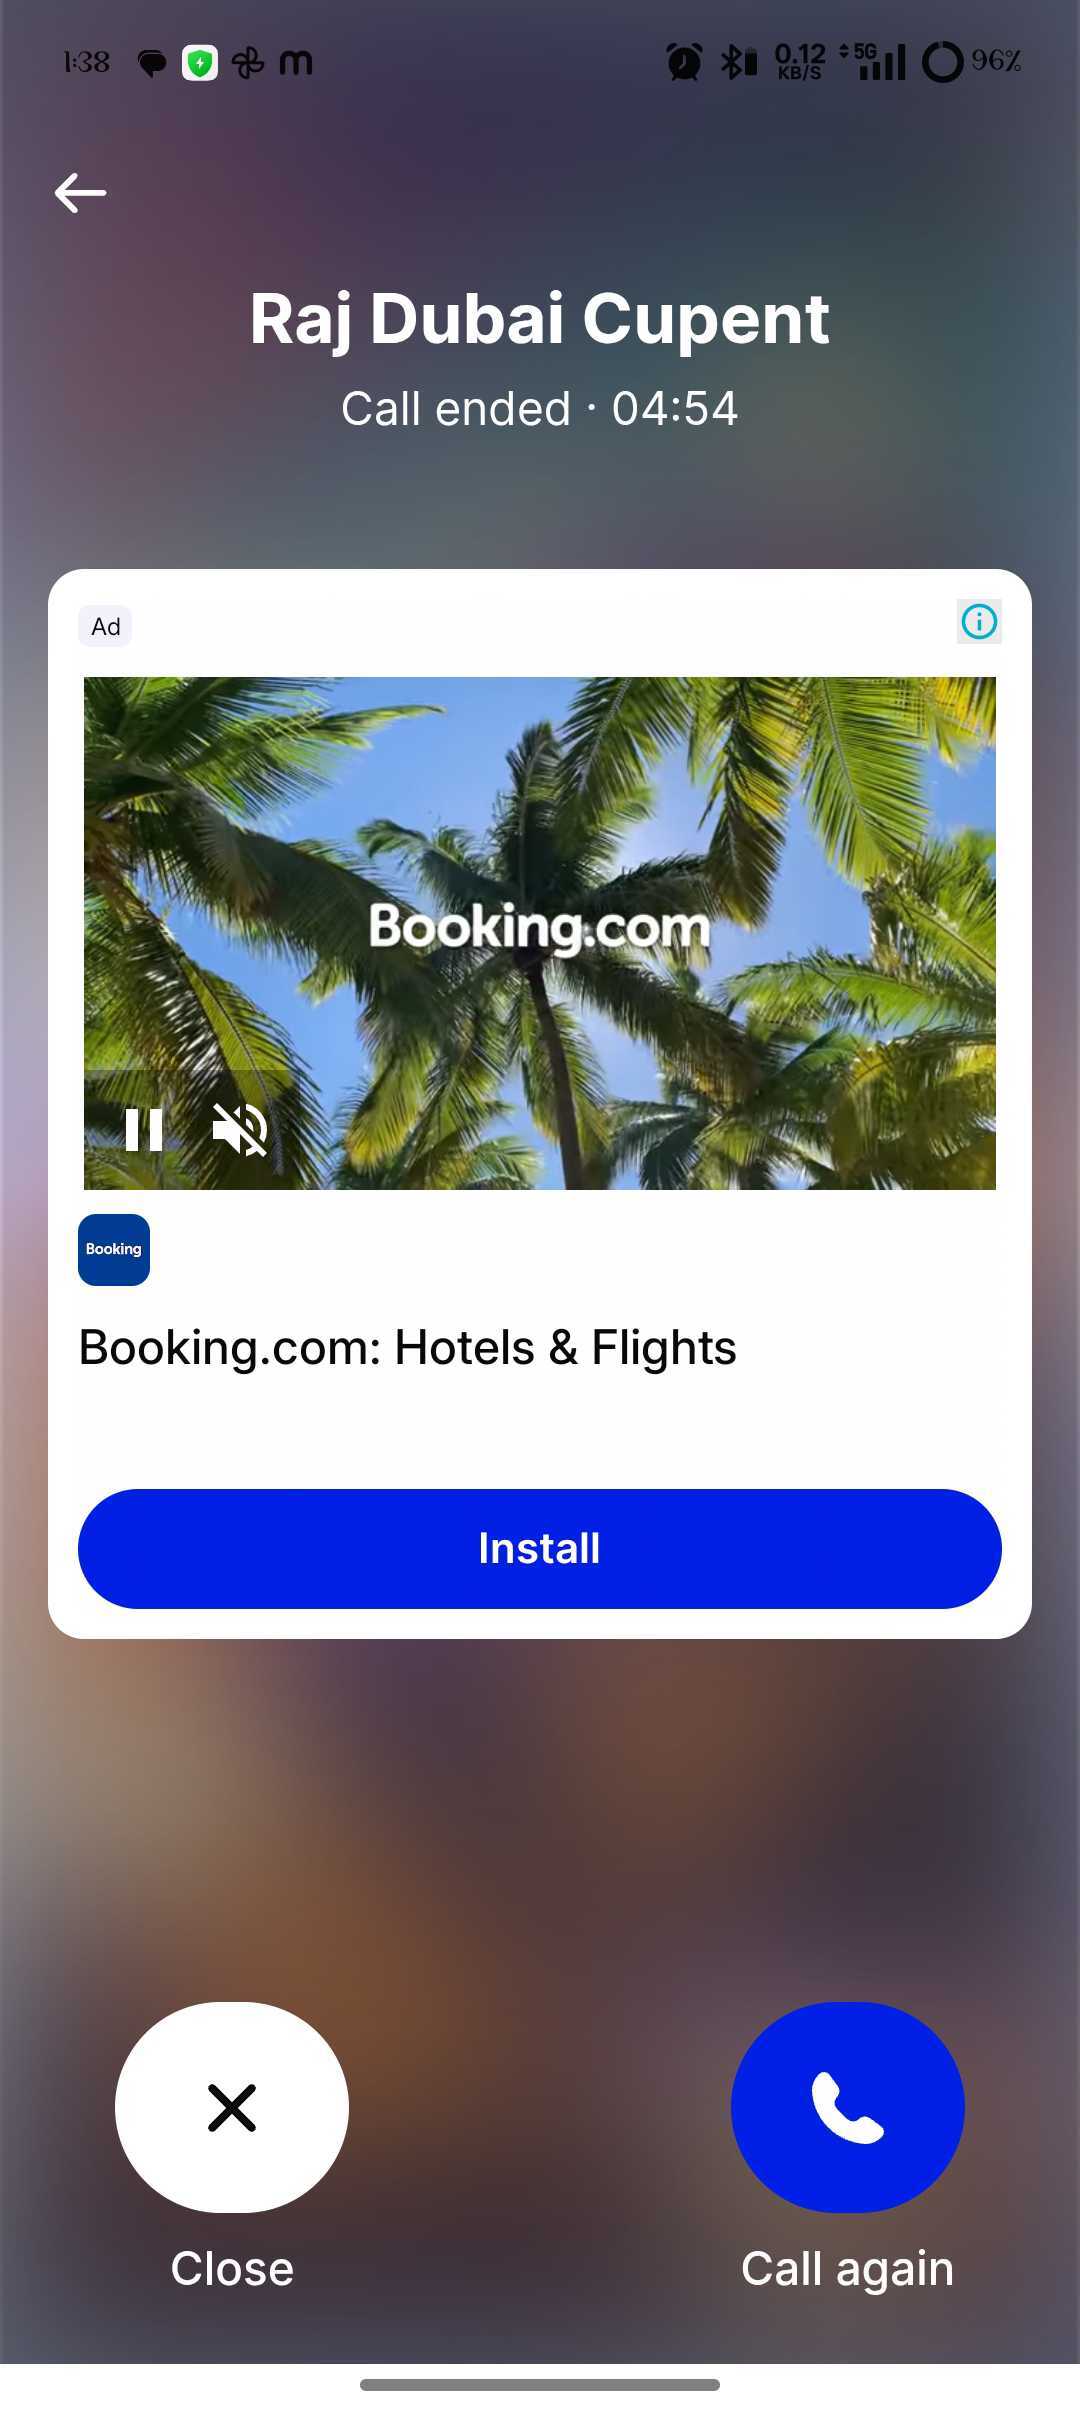 1:38 m 0.12 KB/S 5G 96%
Raj Dubai Cupent
Call ended · 04:54
Ad
Booking.com
Booking
Booking.com: Hotels & Flights
Install
Close
Call again